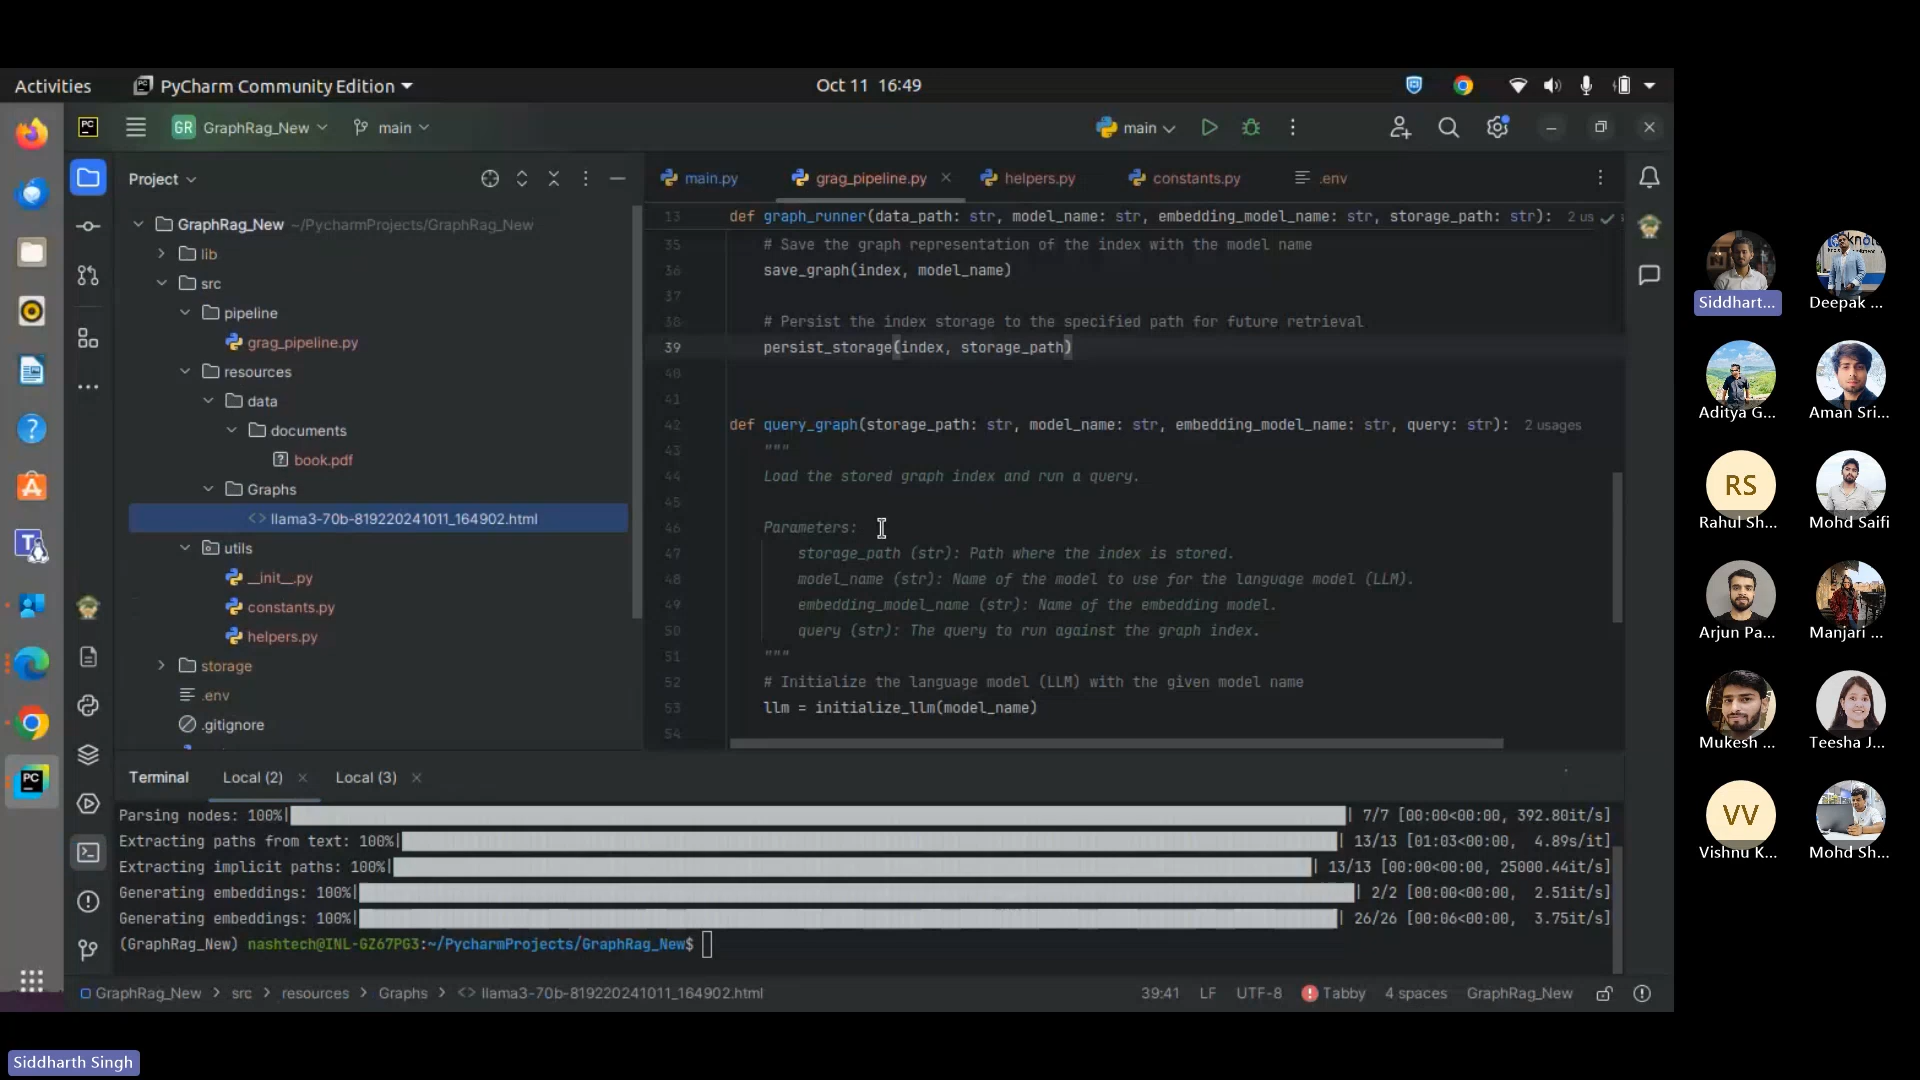 Activities
PyCharm Community Edition
Oct 11 16:49
PC
GR GraphRag_New
main
main
Project
main.py
grag_pipeline.py
helpers.py
constants.py
.env
GraphRag_New ~/PycharmProjects/GraphRag_New
lib
src
pipeline
grag_pipeline.py
resources
data
documents
book.pdf
Graphs
<> llama3-70b-819220241011_164902.html
utils
__init__.py
constants.py
helpers.py
storage
.env
.gitignore
13 def graph_runner(data_path: str, model_name: str, embedding_model_name: str, storage_path: str): 2 us
35 # Save the graph representation of the index with the model name
36 save_graph(index, model_name)
37
38 # Persist the index storage to the specified path for future retrieval
39 persist_storage(index, storage_path)
40
41
42 def query_graph(storage_path: str, model_name: str, embedding_model_name: str, query: str): 2 usages
43 """
44 Load the stored graph index and run a query.
45
46 Parameters:
47 storage_path (str): Path where the index is stored.
48 model_name (str): Name of the model to use for the language model (LLM).
49 embedding_model_name (str): Name of the embedding model.
50 query (str): The query to run against the graph index.
51 """
52 # Initialize the language model (LLM) with the given model name
53 llm = initialize_llm(model_name)
54
Terminal
Local (2)
Local (3)
Parsing nodes: 100%| | 7/7 [00:00<00:00, 392.80it/s]
Extracting paths from text: 100%| | 13/13 [01:03<00:00, 4.89s/it]
Extracting implicit paths: 100%| | 13/13 [00:00<00:00, 25000.44it/s]
Generating embeddings: 100%| | 2/2 [00:00<00:00, 2.51it/s]
Generating embeddings: 100%| | 26/26 [00:06<00:00, 3.75it/s]
(GraphRag_New) nashtech@INL-GZ67PG3:~/PycharmProjects/GraphRag_New$
GraphRag_New > src > resources > Graphs > <> llama3-70b-819220241011_164902.html
39:41
LF
UTF-8
Tabby
4 spaces
GraphRag_New
PC
Siddhart...
Deepak ...
Aditya G...
Aman Sri...
RS
Rahul Sh...
Mohd Saifi
Arjun Pa...
Manjari ...
Mukesh ...
Teesha J...
VV
Vishnu K...
Mohd Sh...
Siddharth Singh